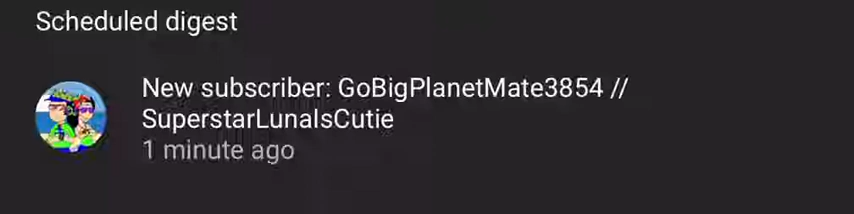 Scheduled digest
New subscriber: GoBigPlanetMate3854 //
SuperstarLunaIsCutie
1 minute ago